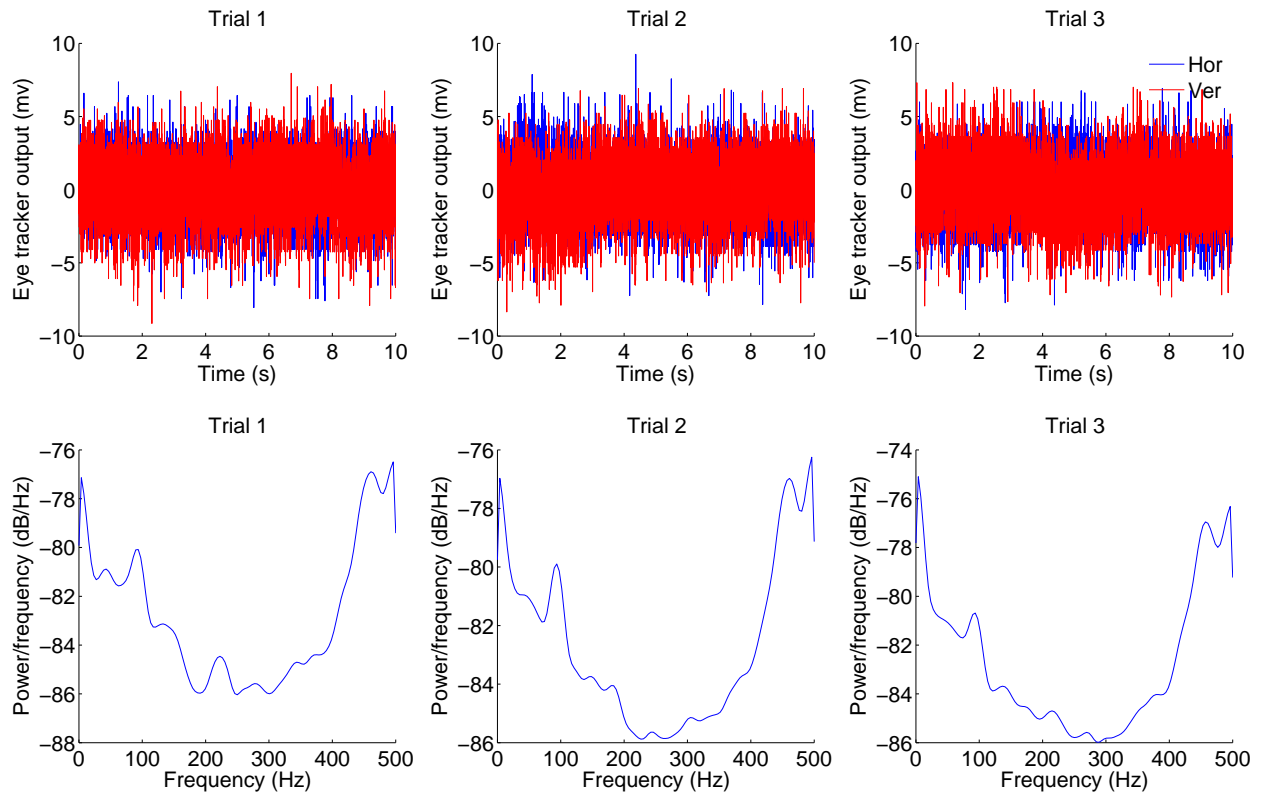 Trial 1
Trial 2
Trial 3
10
5
0
−5
−10
Eye tracker output (mv)
0 2 4 6 8 10
Time (s)
10
5
0
−5
−10
Eye tracker output (mv)
0 2 4 6 8 10
Time (s)
10
5
0
−5
−10
Eye tracker output (mv)
0 2 4 6 8 10
Time (s)
Hor
Ver
Trial 1
Trial 2
Trial 3
−76
−78
−80
−82
−84
−86
−88
Power/frequency (dB/Hz)
0 100 200 300 400 500
Frequency (Hz)
−76
−78
−80
−82
−84
−86
Power/frequency (dB/Hz)
0 100 200 300 400 500
Frequency (Hz)
−74
−76
−78
−80
−82
−84
−86
Power/frequency (dB/Hz)
0 100 200 300 400 500
Frequency (Hz)